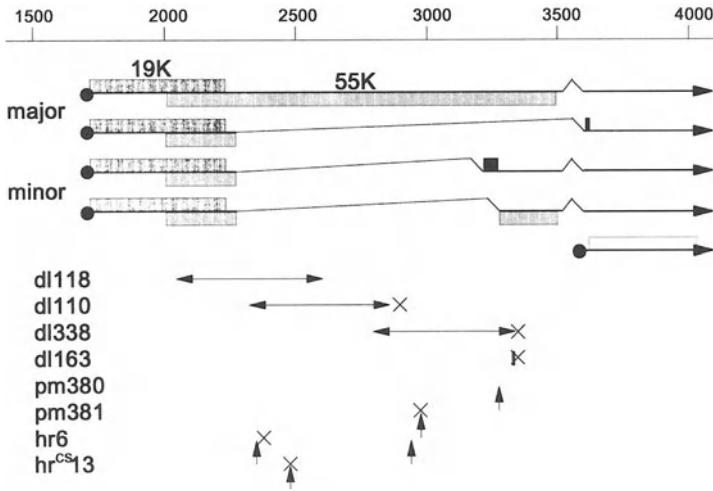 1500 2000 2500 3000 3500 4000
19K 55K
major
minor
dl118
dl110
dl338
dl163
pm380
pm381
hr6
hrCS13